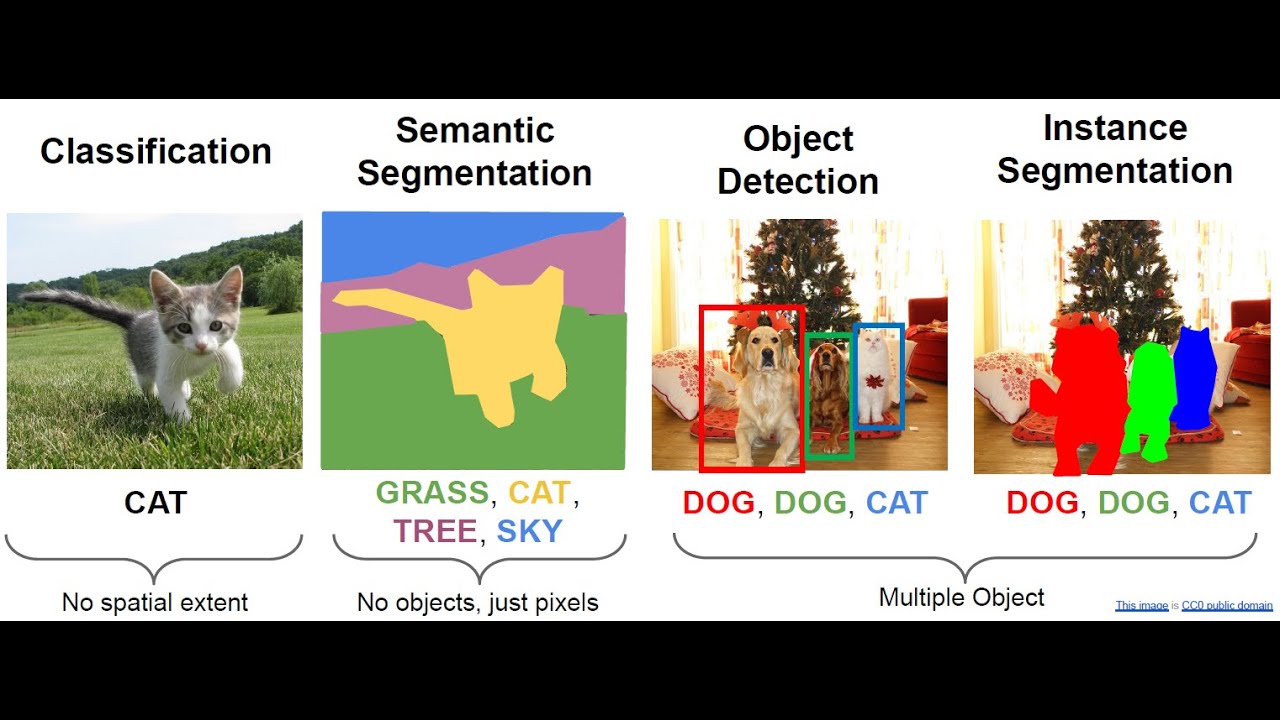 Classification
CAT
No spatial extent
Semantic
Segmentation
GRASS, CAT,
TREE, SKY
No objects, just pixels
Object
Detection
DOG, DOG, CAT
Instance
Segmentation
DOG, DOG, CAT
Multiple Object
This image is CC0 public domain